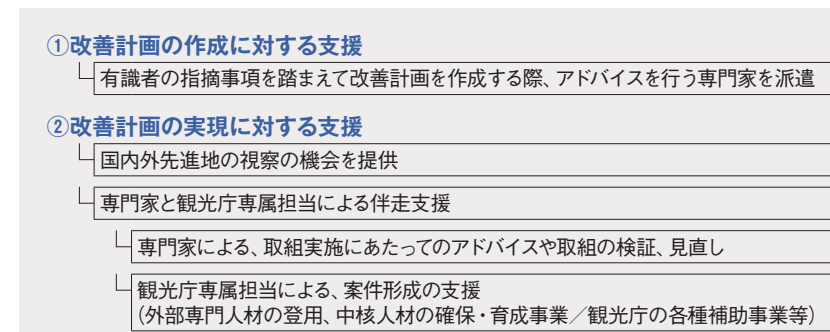 ①改善計画の作成に対する支援
有識者の指摘事項を踏まえて改善計画を作成する際、アドバイスを行う専門家を派遣
②改善計画の実現に対する支援
国内外先進地の視察の機会を提供
専門家と観光庁専属担当による伴走支援
専門家による、取組実施にあたってのアドバイスや取組の検証、見直し
観光庁専属担当による、案件形成の支援
（外部専門人材の登用、中核人材の確保・育成事業／観光庁の各種補助事業等）